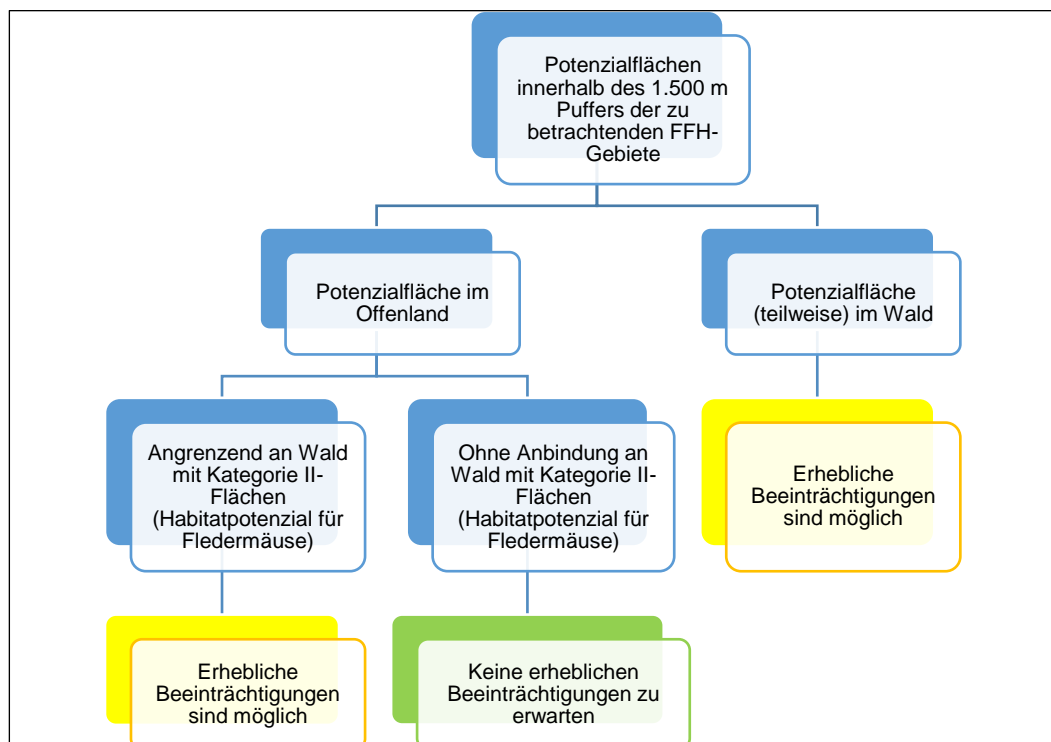 Potenzialflächen
innerhalb des 1.500 m
Puffers der zu
betrachtenden FFH-
Gebiete
Potenzialfläche im
Offenland
Potenzialfläche
(teilweise) im Wald
Angrenzend an Wald
mit Kategorie II-
Flächen
(Habitatpotenzial für
Fledermäuse)
Ohne Anbindung an
Wald mit Kategorie II-
Flächen
(Habitatpotenzial für
Fledermäuse)
Erhebliche
Beeinträchtigungen
sind möglich
Erhebliche
Beeinträchtigungen
sind möglich
Keine erheblichen
Beeinträchtigungen zu
erwarten